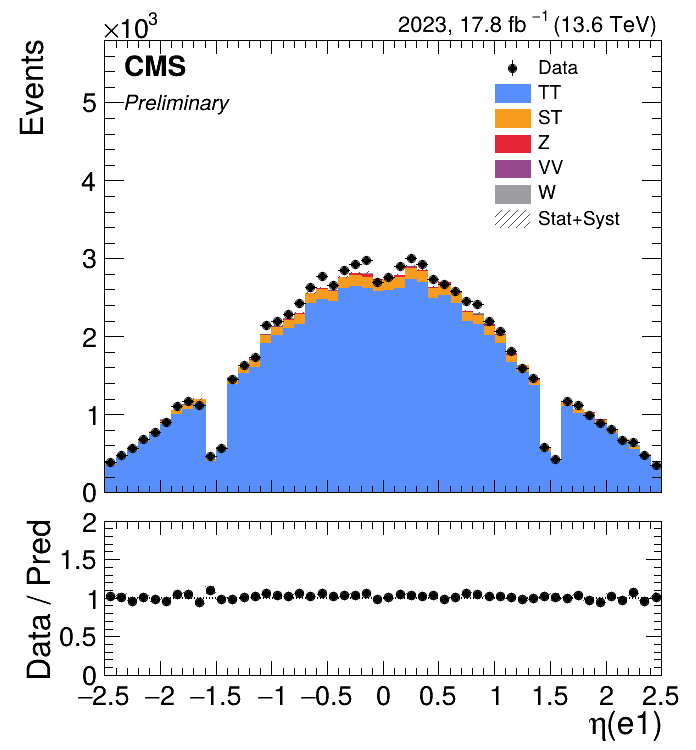 ×10³
2023, 17.8 fb⁻¹ (13.6 TeV)
Events
CMS
Preliminary
Data
TT
ST
Z
VV
W
Stat+Syst
5
4
3
2
1
0
Data / Pred
2
1.5
1
0.5
0
−2.5 −2 −1.5 −1 −0.5 0 0.5 1 1.5 2 2.5
η(e1)